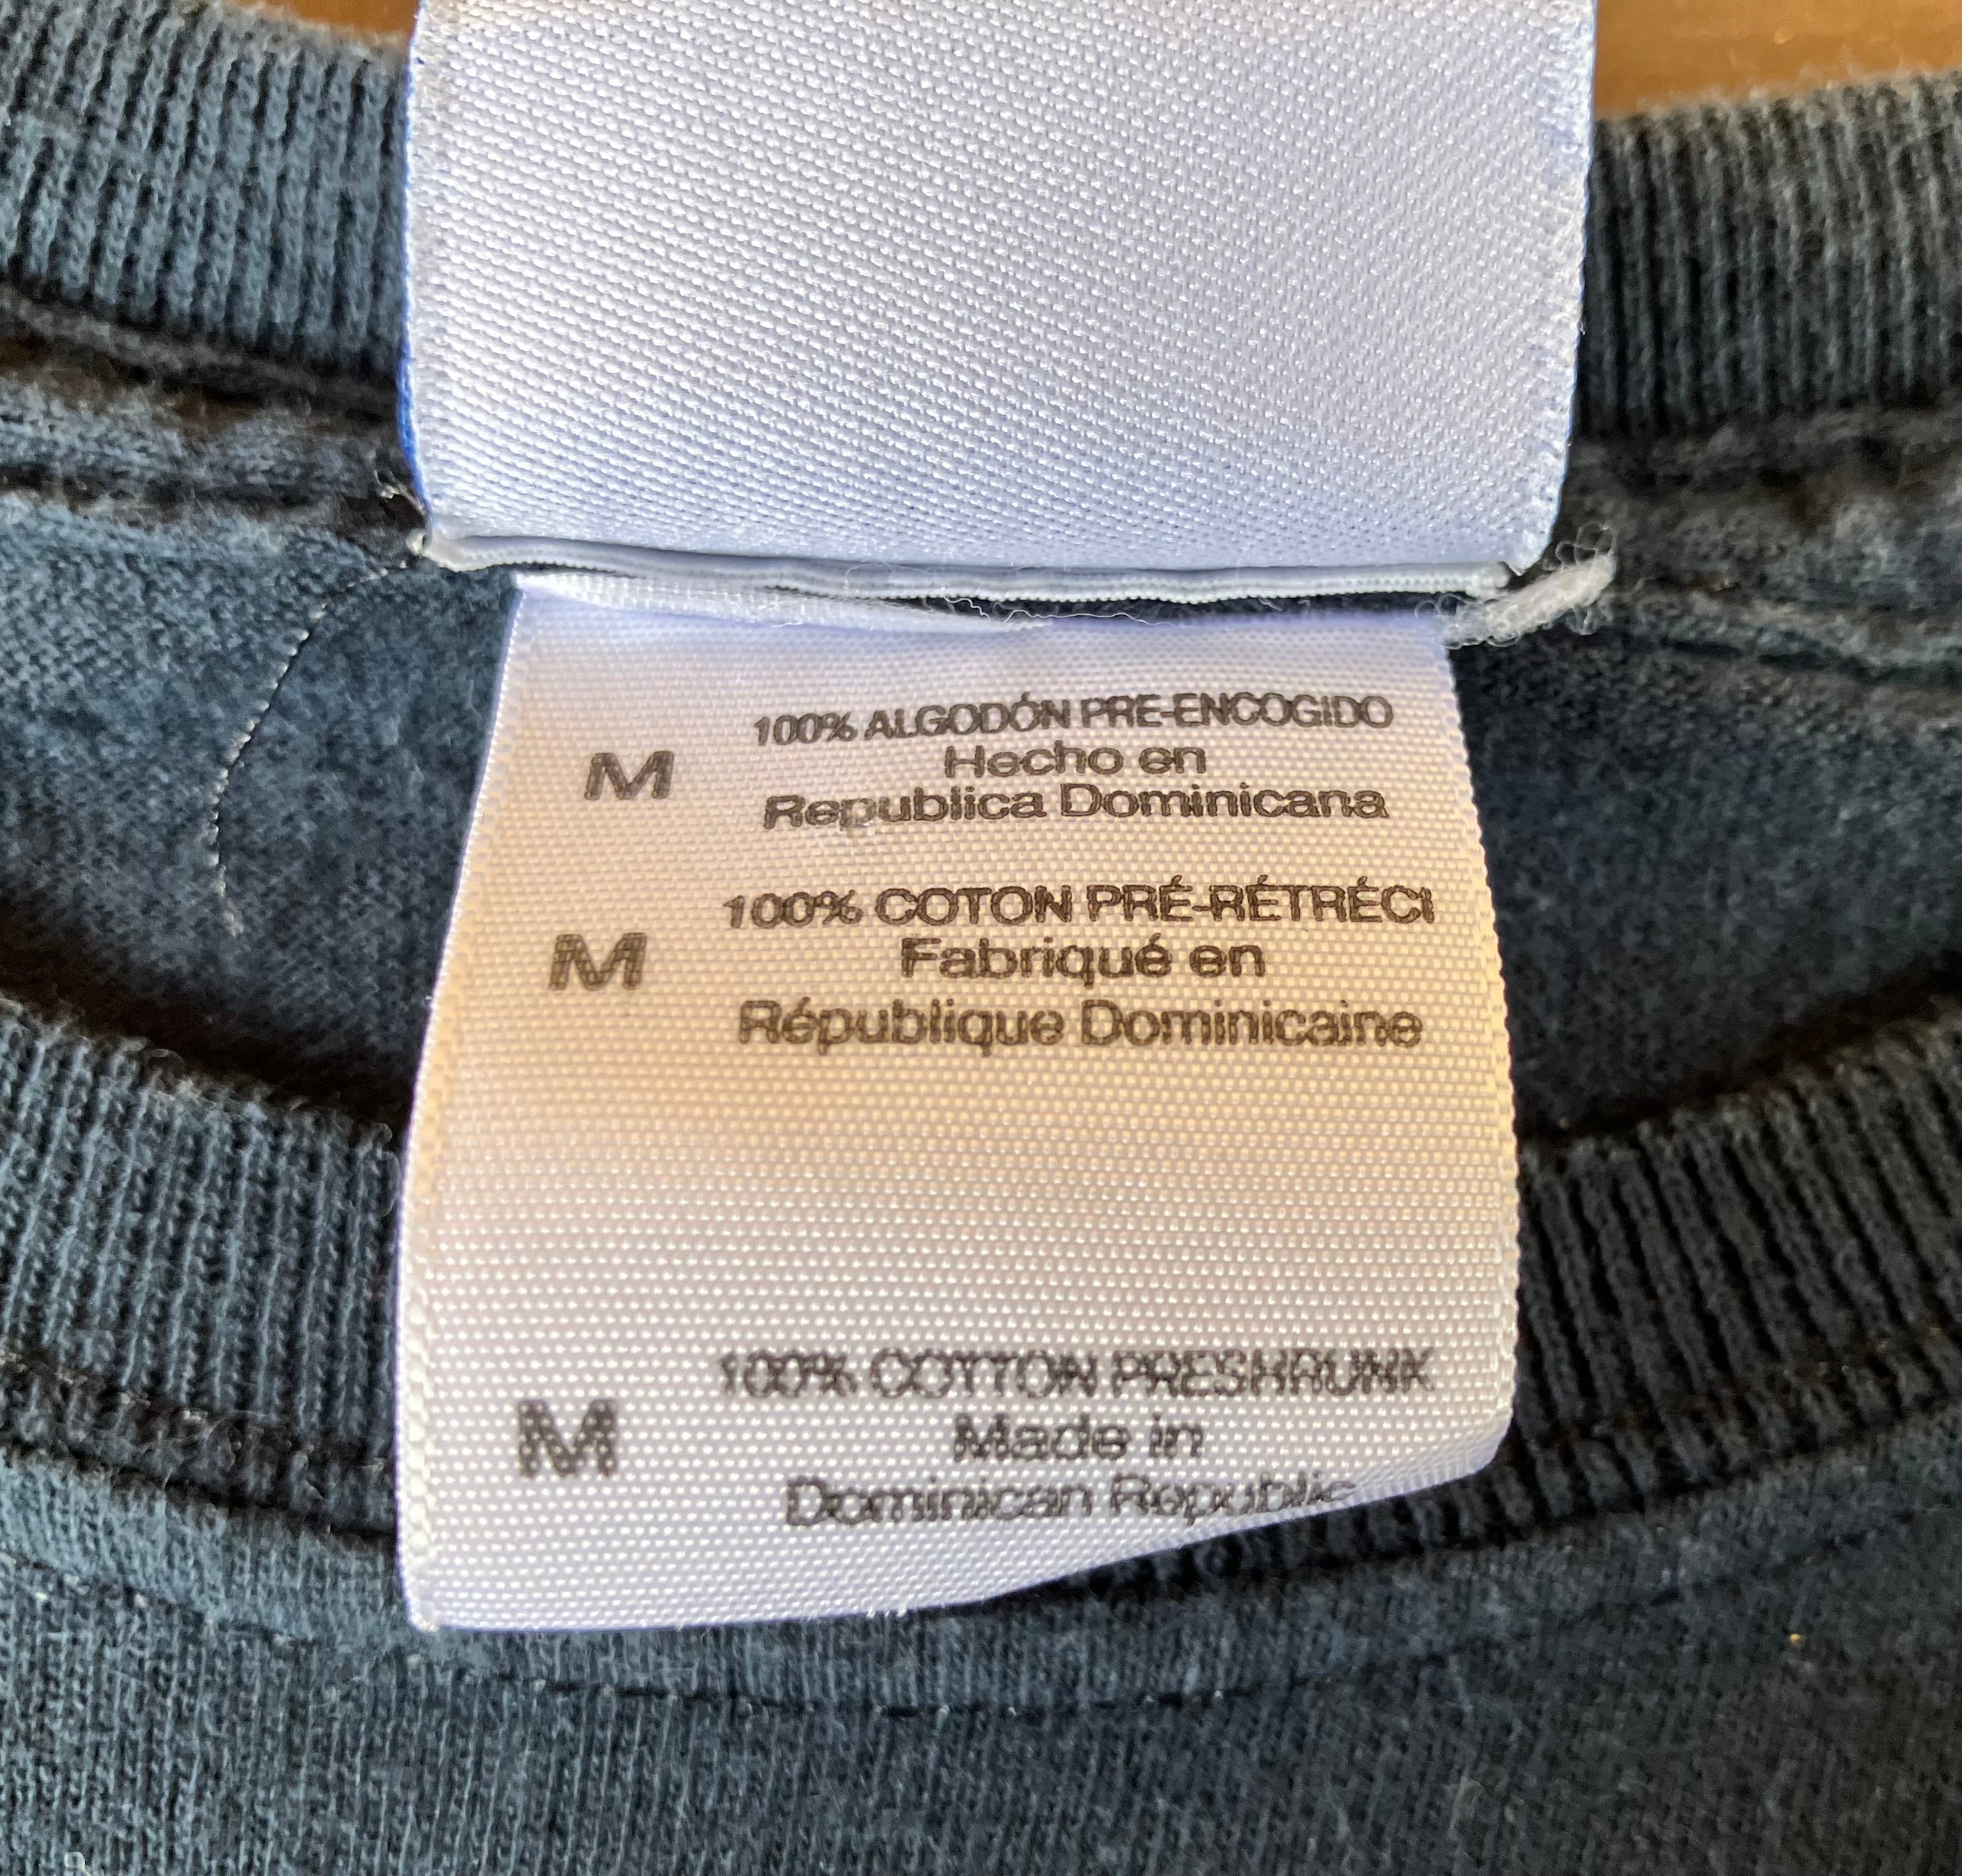 100% ALGODÓN PRE-ENCOGIDO
M
Hecho en
Republica Dominicana
100% COTON PRÉ-RÉTRÉCI
M
Fabriqué en
République Dominicaine
100% COTTON PRESHRUNK
M
Made in
Dominican Republic